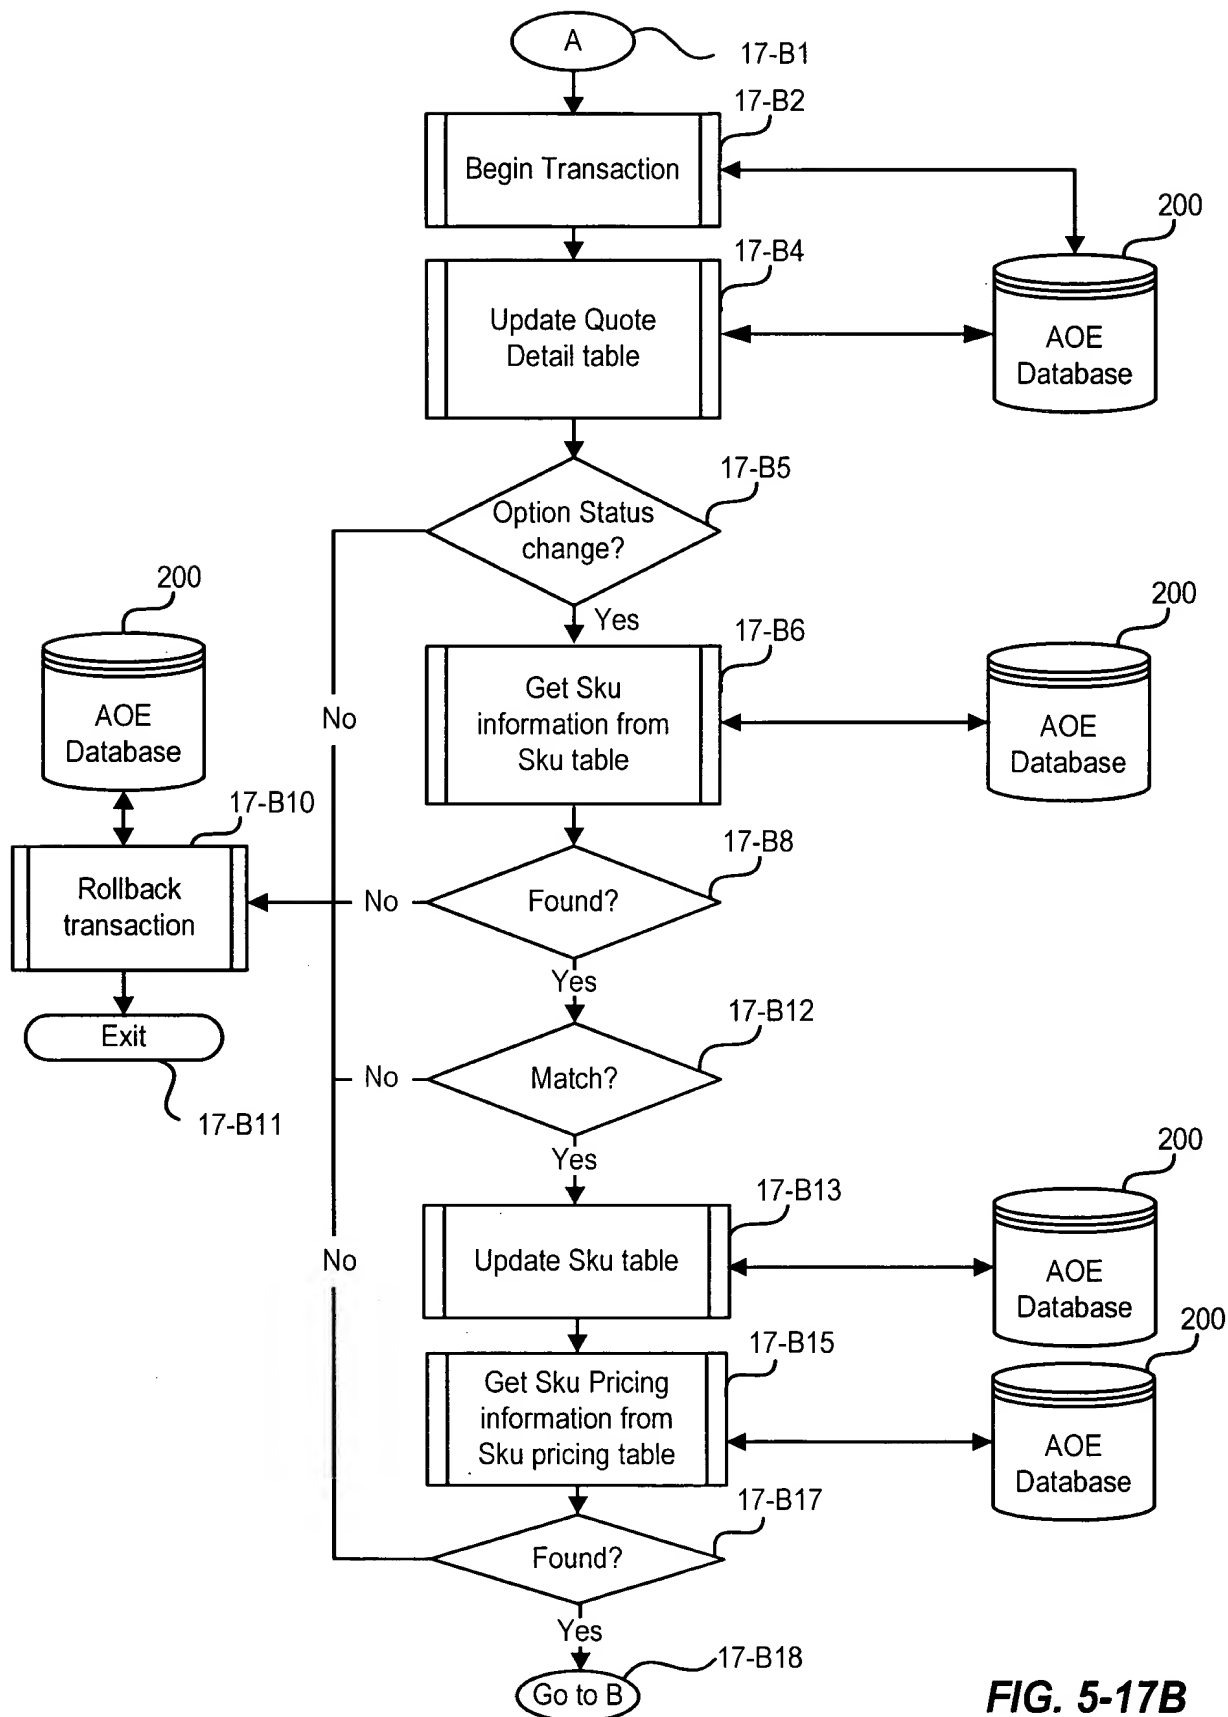 A
17-B1
17-B2
Begin Transaction
200
17-B4
Update Quote
Detail table
AOE
Database
17-B5
Option Status
change?
Yes
200
200
17-B6
Get Sku
information from
Sku table
No
AOE
Database
AOE
Database
17-B10
17-B8
Rollback
transaction
No
Found?
Yes
Exit
17-B12
No
Match?
17-B11
Yes
200
17-B13
No
Update Sku table
AOE
Database
200
17-B15
Get Sku Pricing
information from
Sku pricing table
AOE
Database
17-B17
Found?
Yes
17-B18
Go to B
FIG. 5-17B